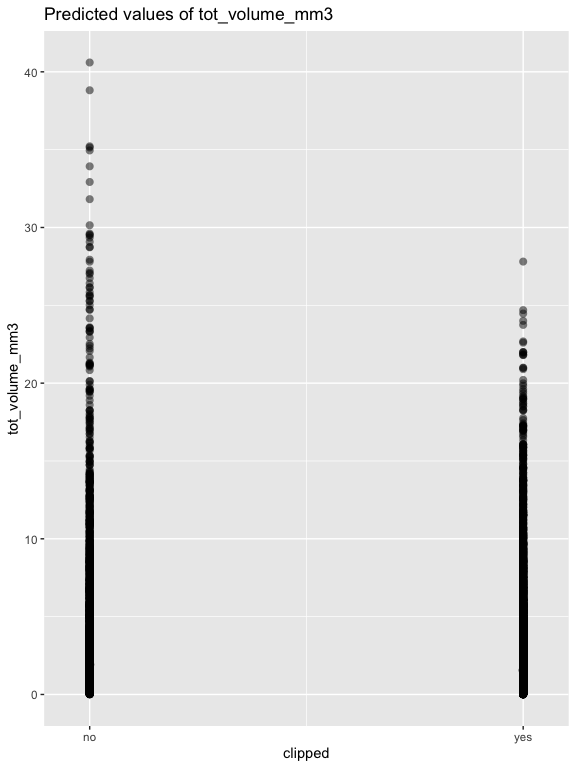 Predicted values of tot_volume_mm3
40
30
20
10
0
tot_volume_mm3
no
yes
clipped